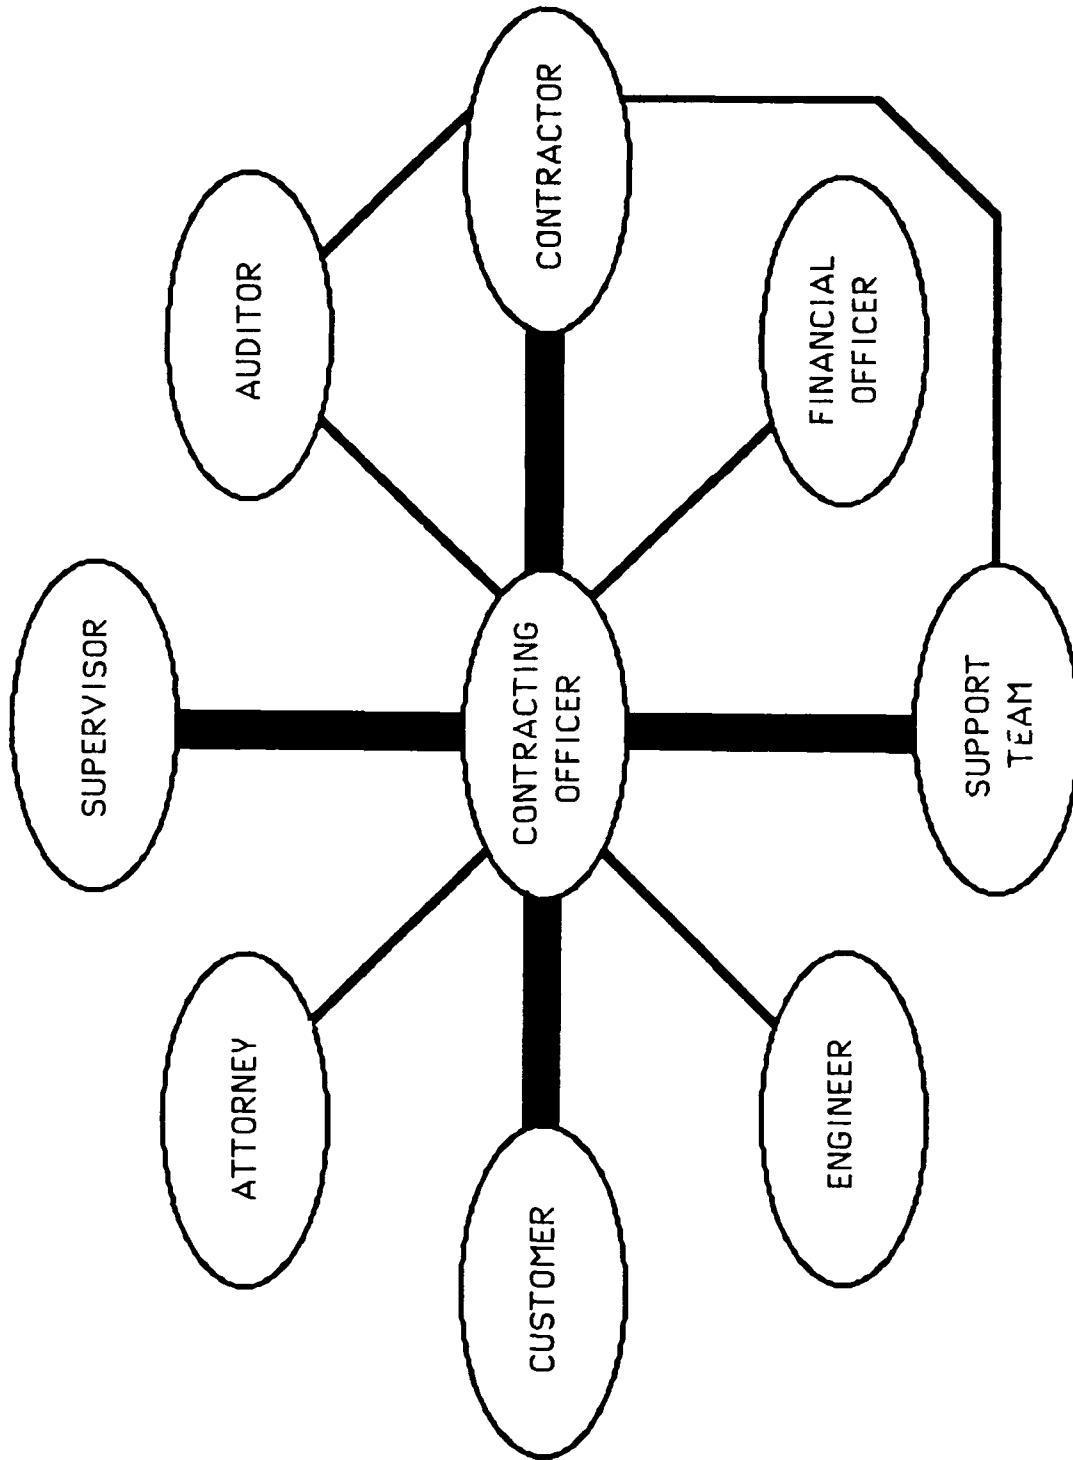 SUPERVISOR
ATTORNEY
AUDITOR
CUSTOMER
CONTRACTING
OFFICER
CONTRACTOR
ENGINEER
FINANCIAL
OFFICER
SUPPORT
TEAM